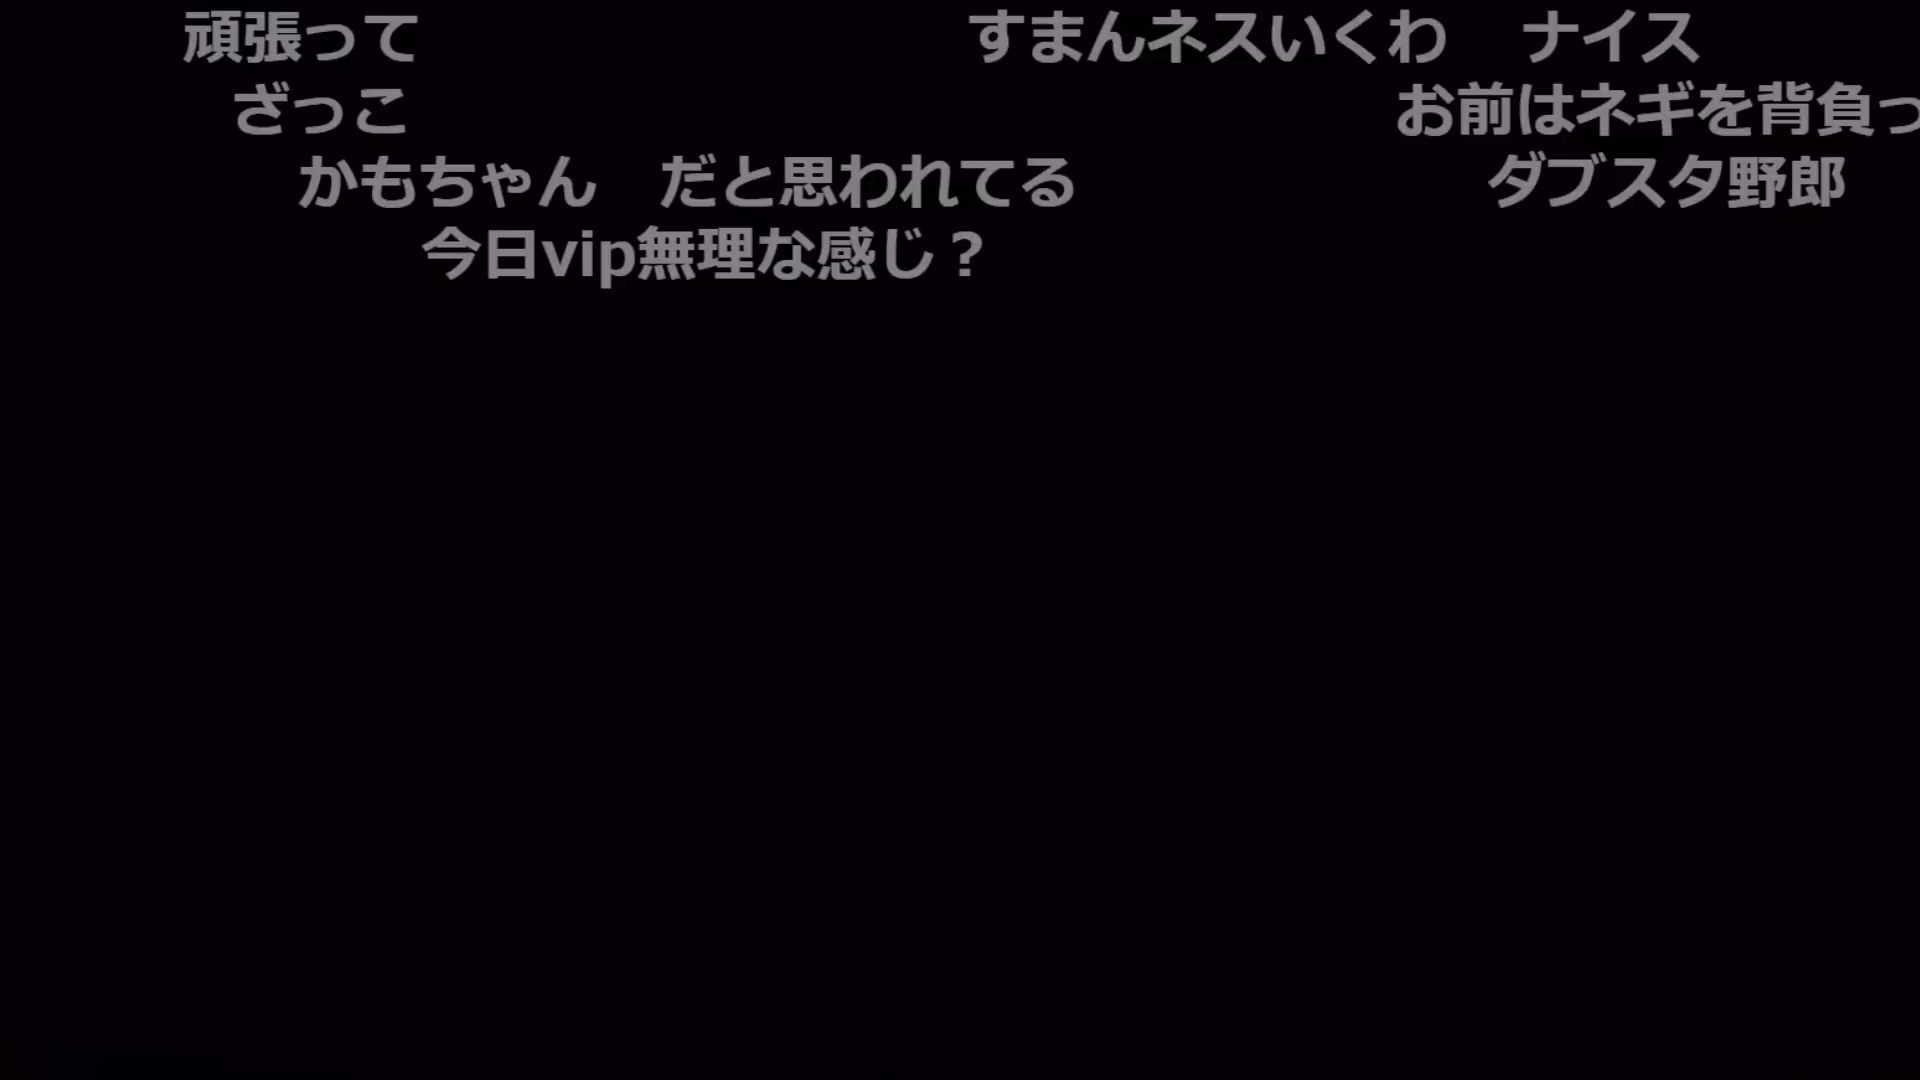 頑張って
すまんネスいくわ
ナイス
ざっこ
お前はネギを背負っ
かもちゃん　だと思われてる
ダブスタ野郎
今日vip無理な感じ？